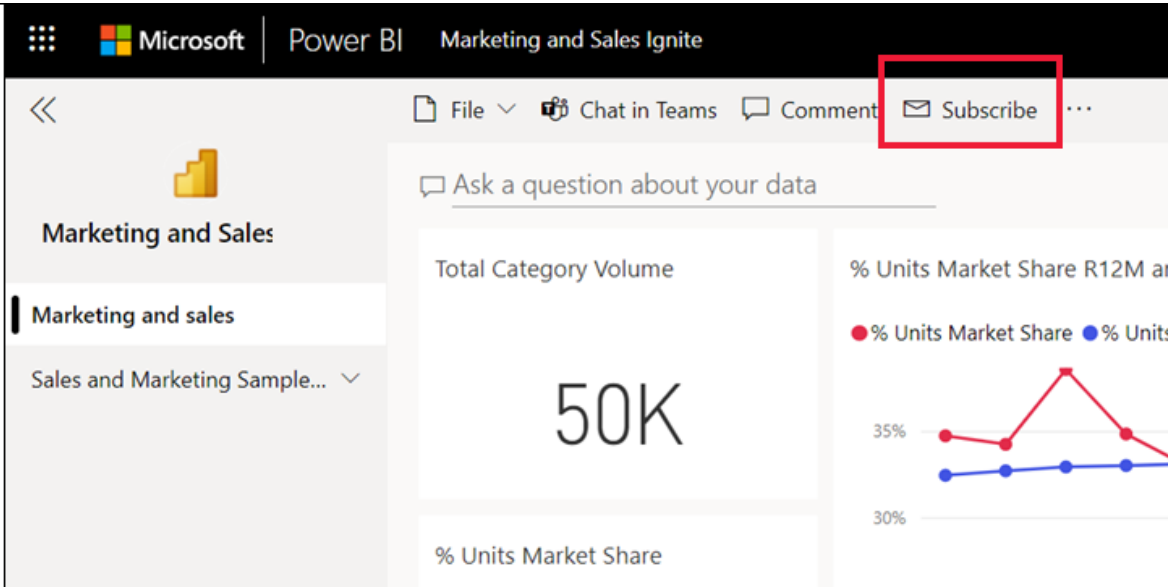 Microsoft Power BI Marketing and Sales Ignite
File Chat in Teams Comment Subscribe ...
Ask a question about your data
Marketing and Sales
Marketing and sales
Sales and Marketing Sample...
Total Category Volume
50K
% Units Market Share
% Units Market Share R12M
% Units Market Share % Units
35%
30%